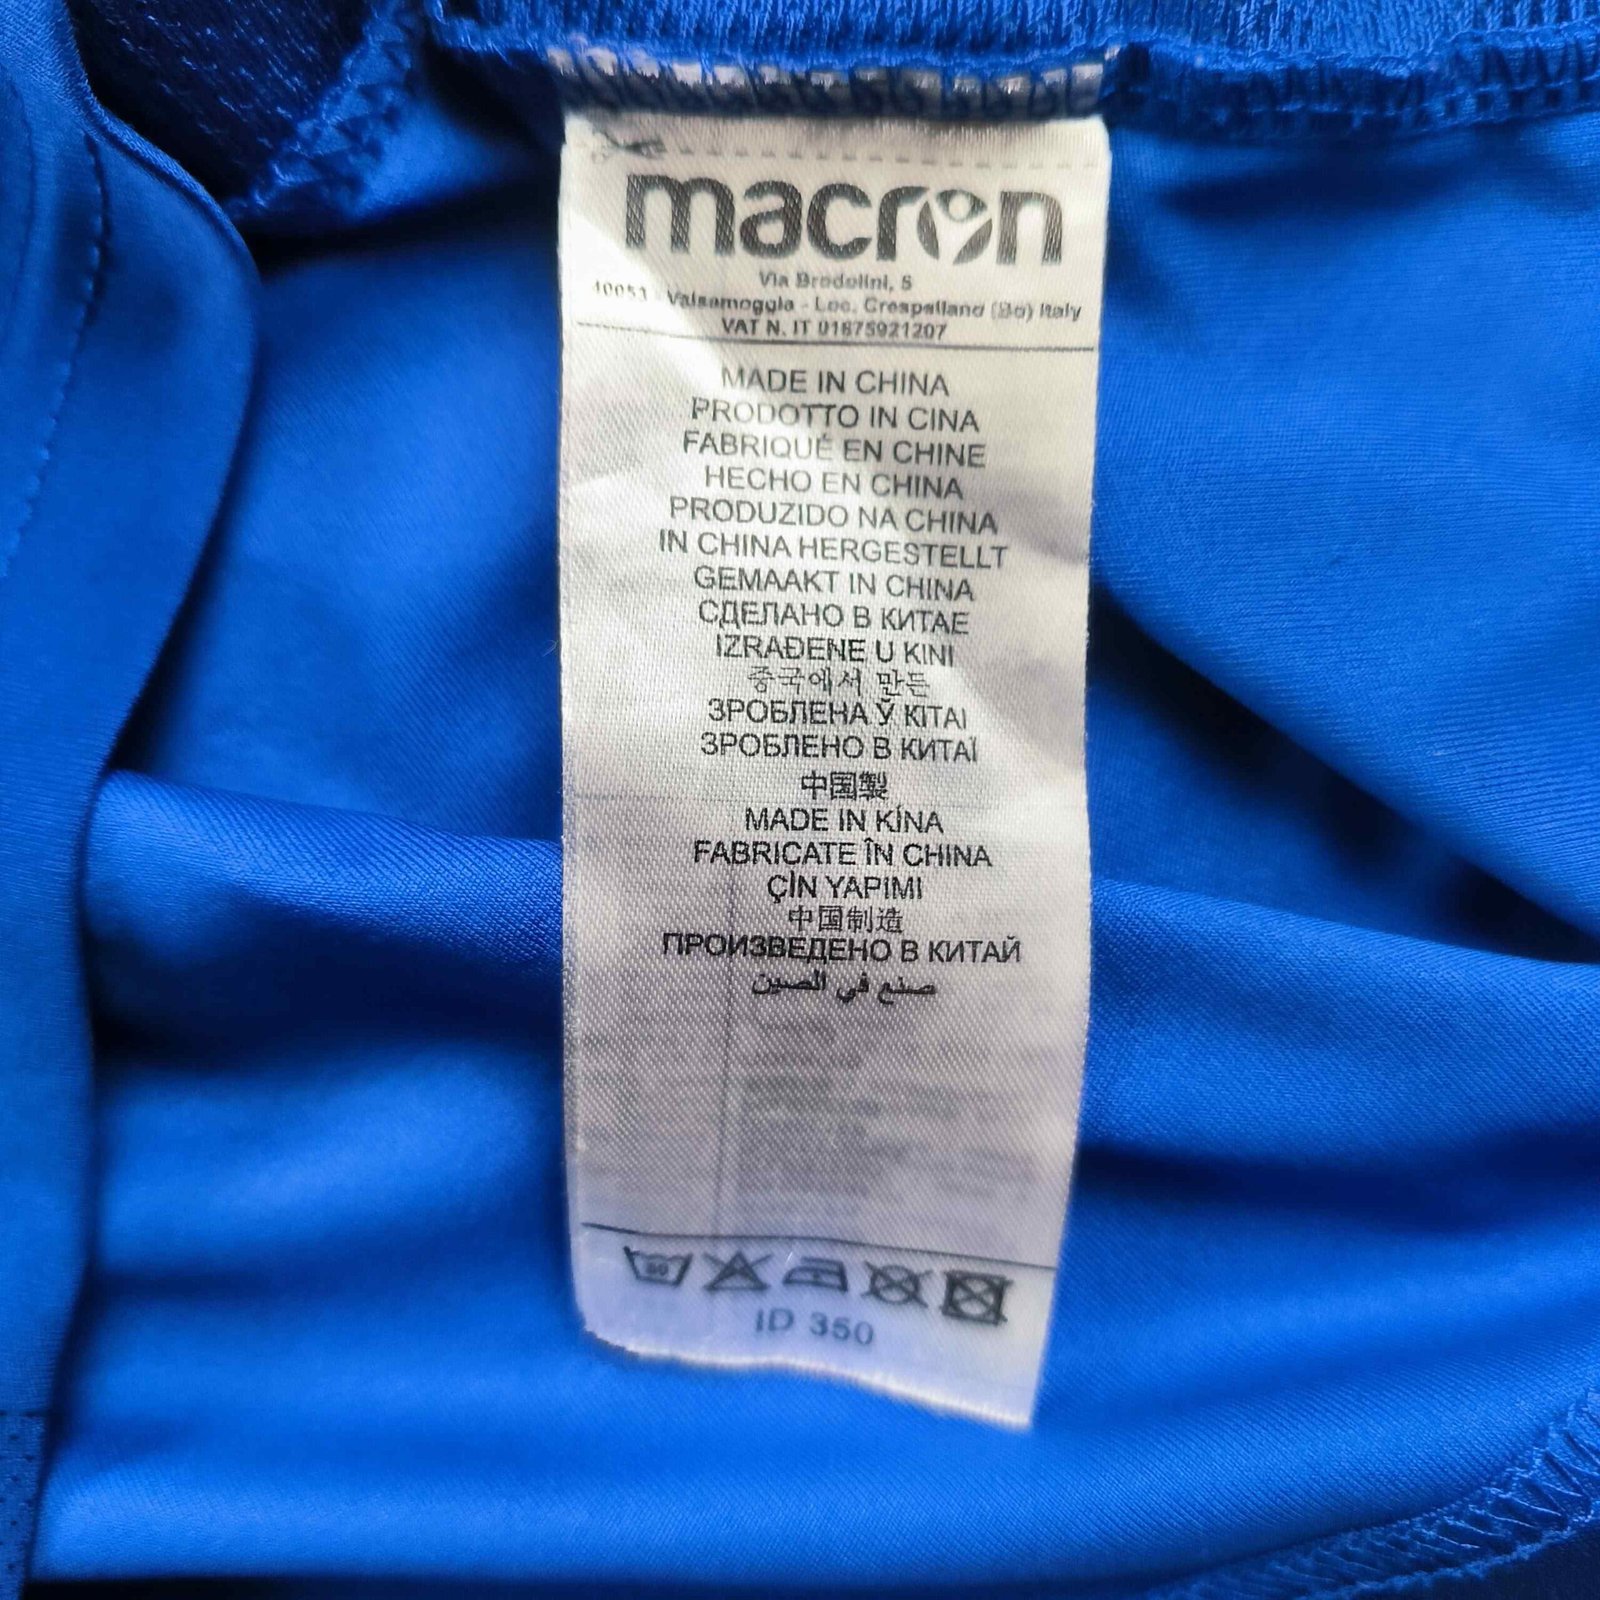 macron
Via Brodolini, 5
40053 - Valsamoggia - Loc. Crespellano (Bo) Italy
VAT N. IT 01675921207
MADE IN CHINA
PRODOTTO IN CINA
FABRIQUÉ EN CHINE
HECHO EN CHINA
PRODUZIDO NA CHINA
IN CHINA HERGESTELLT
GEMAAKT IN CHINA
СДЕЛАНО В КИТАЕ
IZRAĐENE U KINI
중국에서 만든
ЗРОБЛЕНА Ў КІТАІ
ЗРОБЛЕНО В КИТАЇ
中国製
MADE IN KÍNA
FABRICATE ÎN CHINA
ÇİN YAPIMI
中国制造
ПРОИЗВЕДЕНО В КИТАЙ
صنع في الصين
ID 350